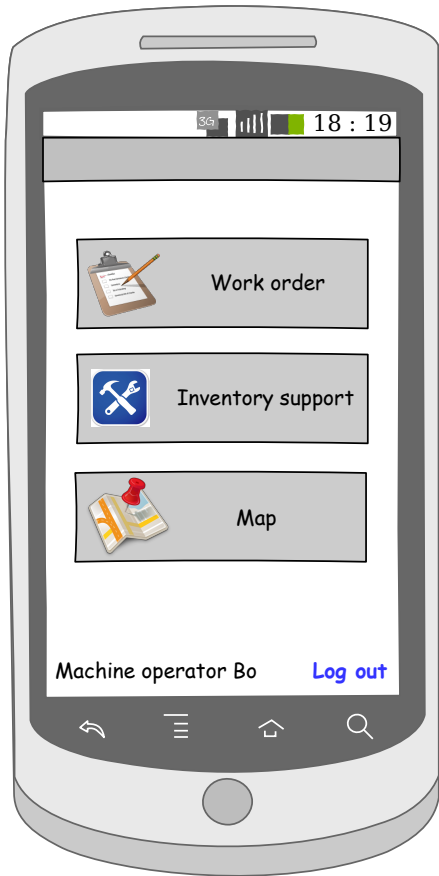 3G 18 : 19
Work order
Inventory support
Map
Machine operator Bo Log out